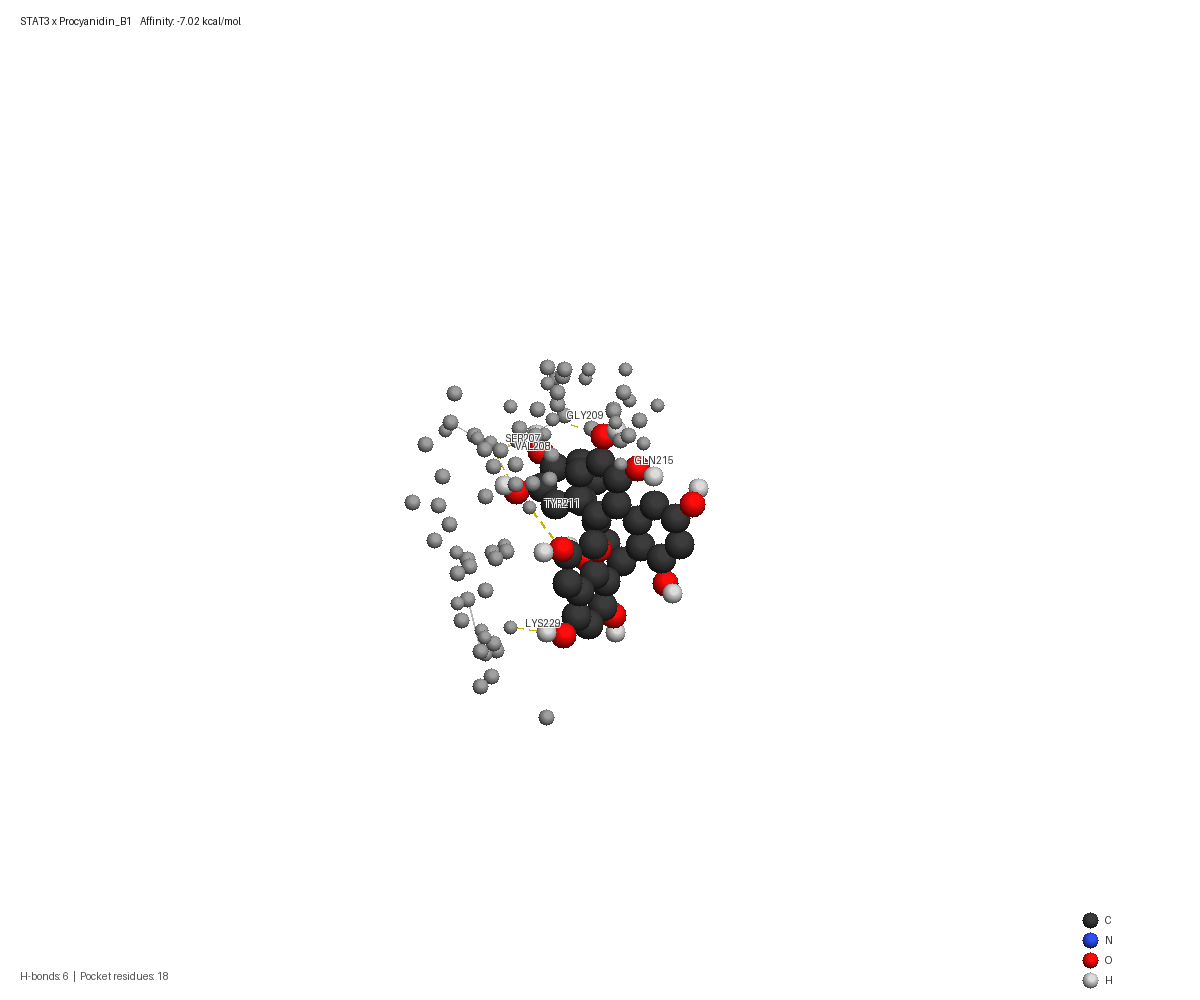 STAT3 x Procyanidin_B1   Affinity: -7.02 kcal/mol
GLY209
SER207
VAL208
GLN215
TYR211
LYS229
C
N
O
H
H-bonds: 6 | Pocket residues: 18